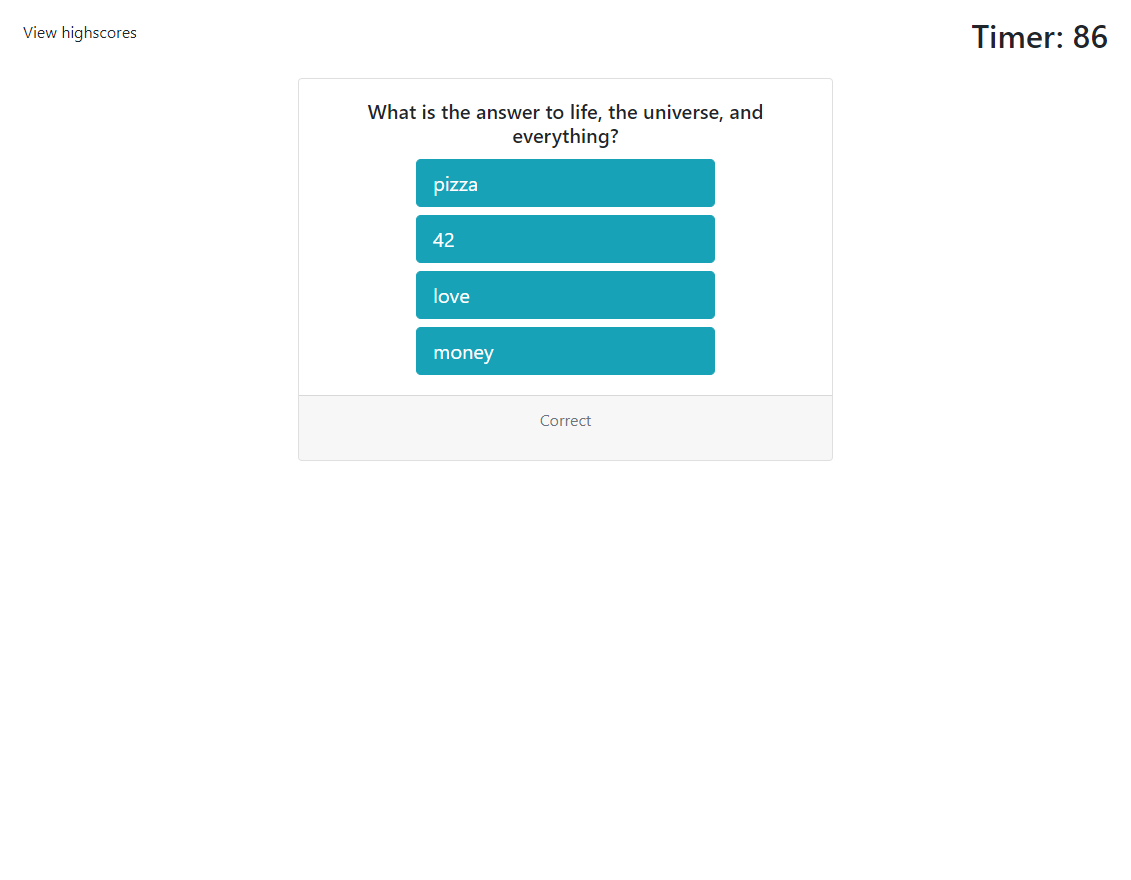 View highscores
Timer: 86
What is the answer to life, the universe, and
everything?
pizza
42
love
money
Correct